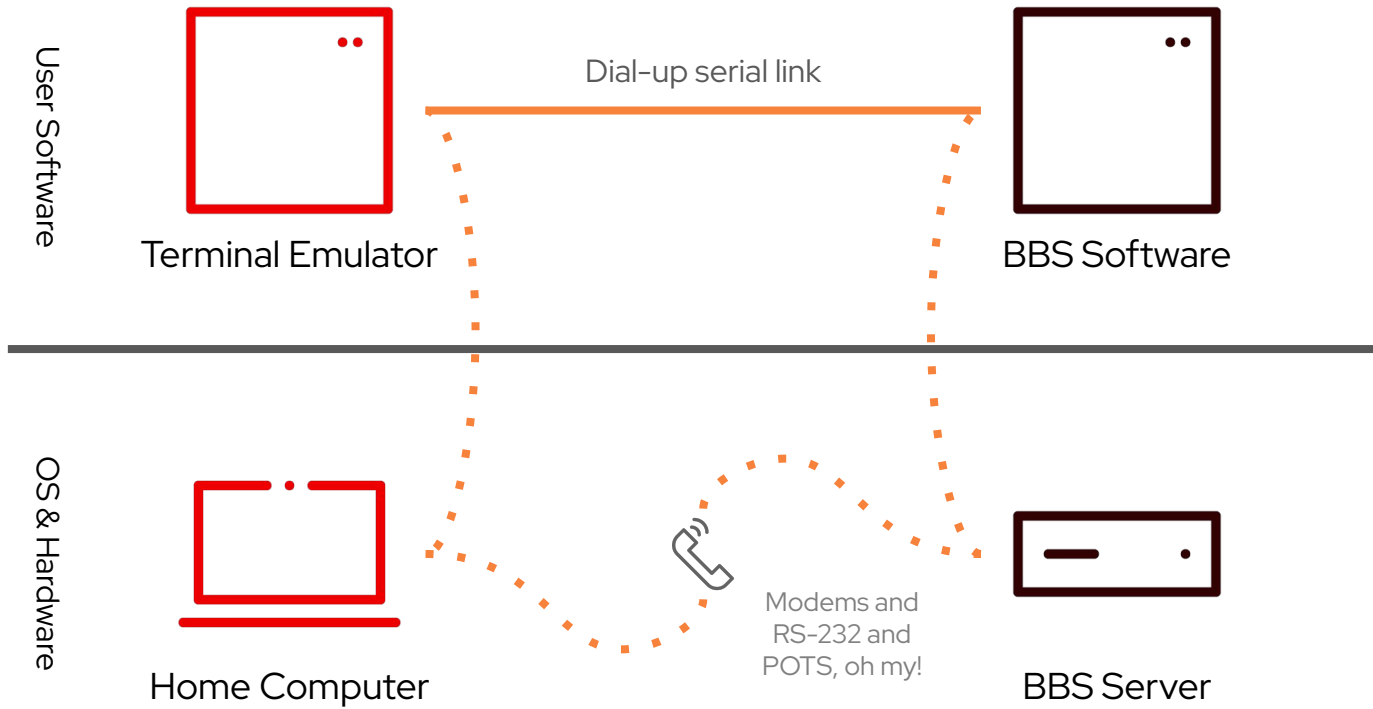 User Software
Dial-up serial link
Terminal Emulator
BBS Software
OS & Hardware
Modems and
RS-232 and
POTS, oh my!
Home Computer
BBS Server